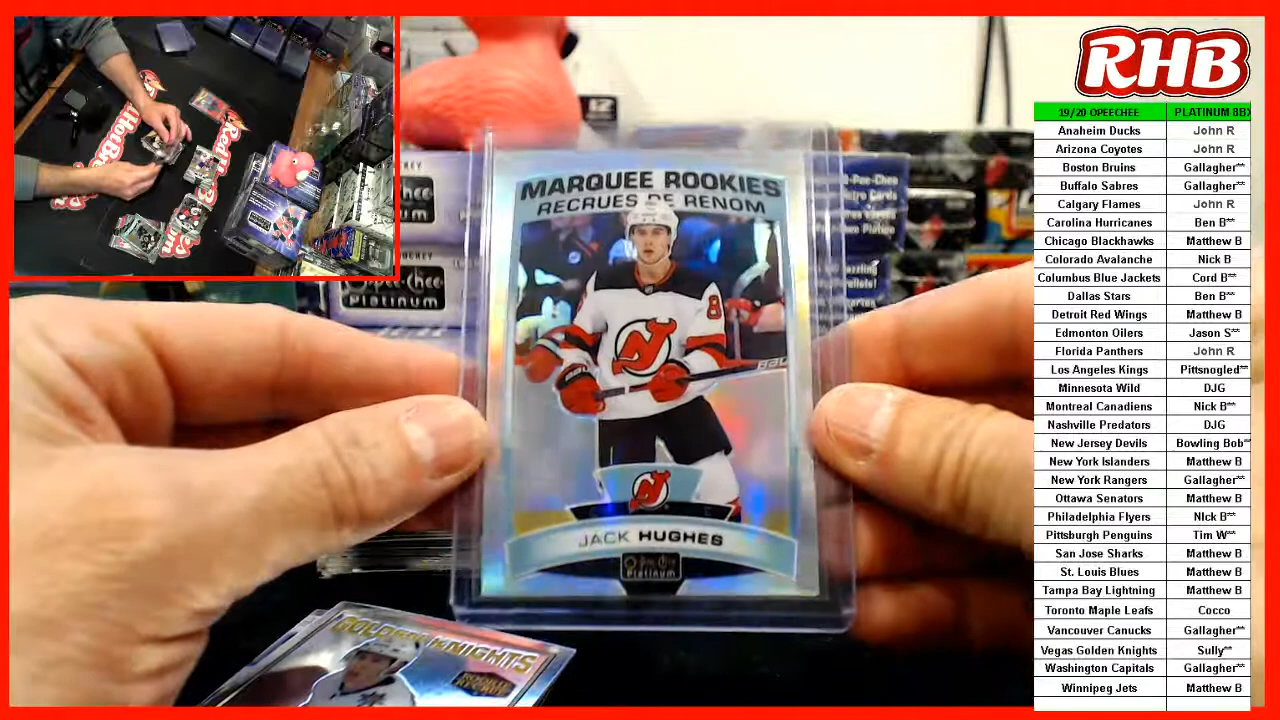 MARQUEE ROOKIES
RECRUES DE RENOM
8
JACK HUGHES
O-Pee-Chee
Platinum
GOLDEN KNIGHTS
RHB
19/20 OPEECHEE PLATINUM 8BX
Anaheim Ducks John R
Arizona Coyotes John R
Boston Bruins Gallagher**
Buffalo Sabres Gallagher**
Calgary Flames John R
Carolina Hurricanes Ben B**
Chicago Blackhawks Matthew B
Colorado Avalanche Nick B
Columbus Blue Jackets Cord B**
Dallas Stars Ben B**
Detroit Red Wings Matthew B
Edmonton Oilers Jason S**
Florida Panthers John R
Los Angeles Kings Pittsnogled**
Minnesota Wild DJG
Montreal Canadiens Nick B**
Nashville Predators DJG
New Jersey Devils Bowling Bob**
New York Islanders Matthew B
New York Rangers Gallagher**
Ottawa Senators Matthew B
Philadelphia Flyers NIck B**
Pittsburgh Penguins Tim W**
San Jose Sharks Matthew B
St. Louis Blues Matthew B
Tampa Bay Lightning Matthew B
Toronto Maple Leafs Cocco
Vancouver Canucks Gallagher**
Vegas Golden Knights Sully**
Washington Capitals Gallagher**
Winnipeg Jets Matthew B